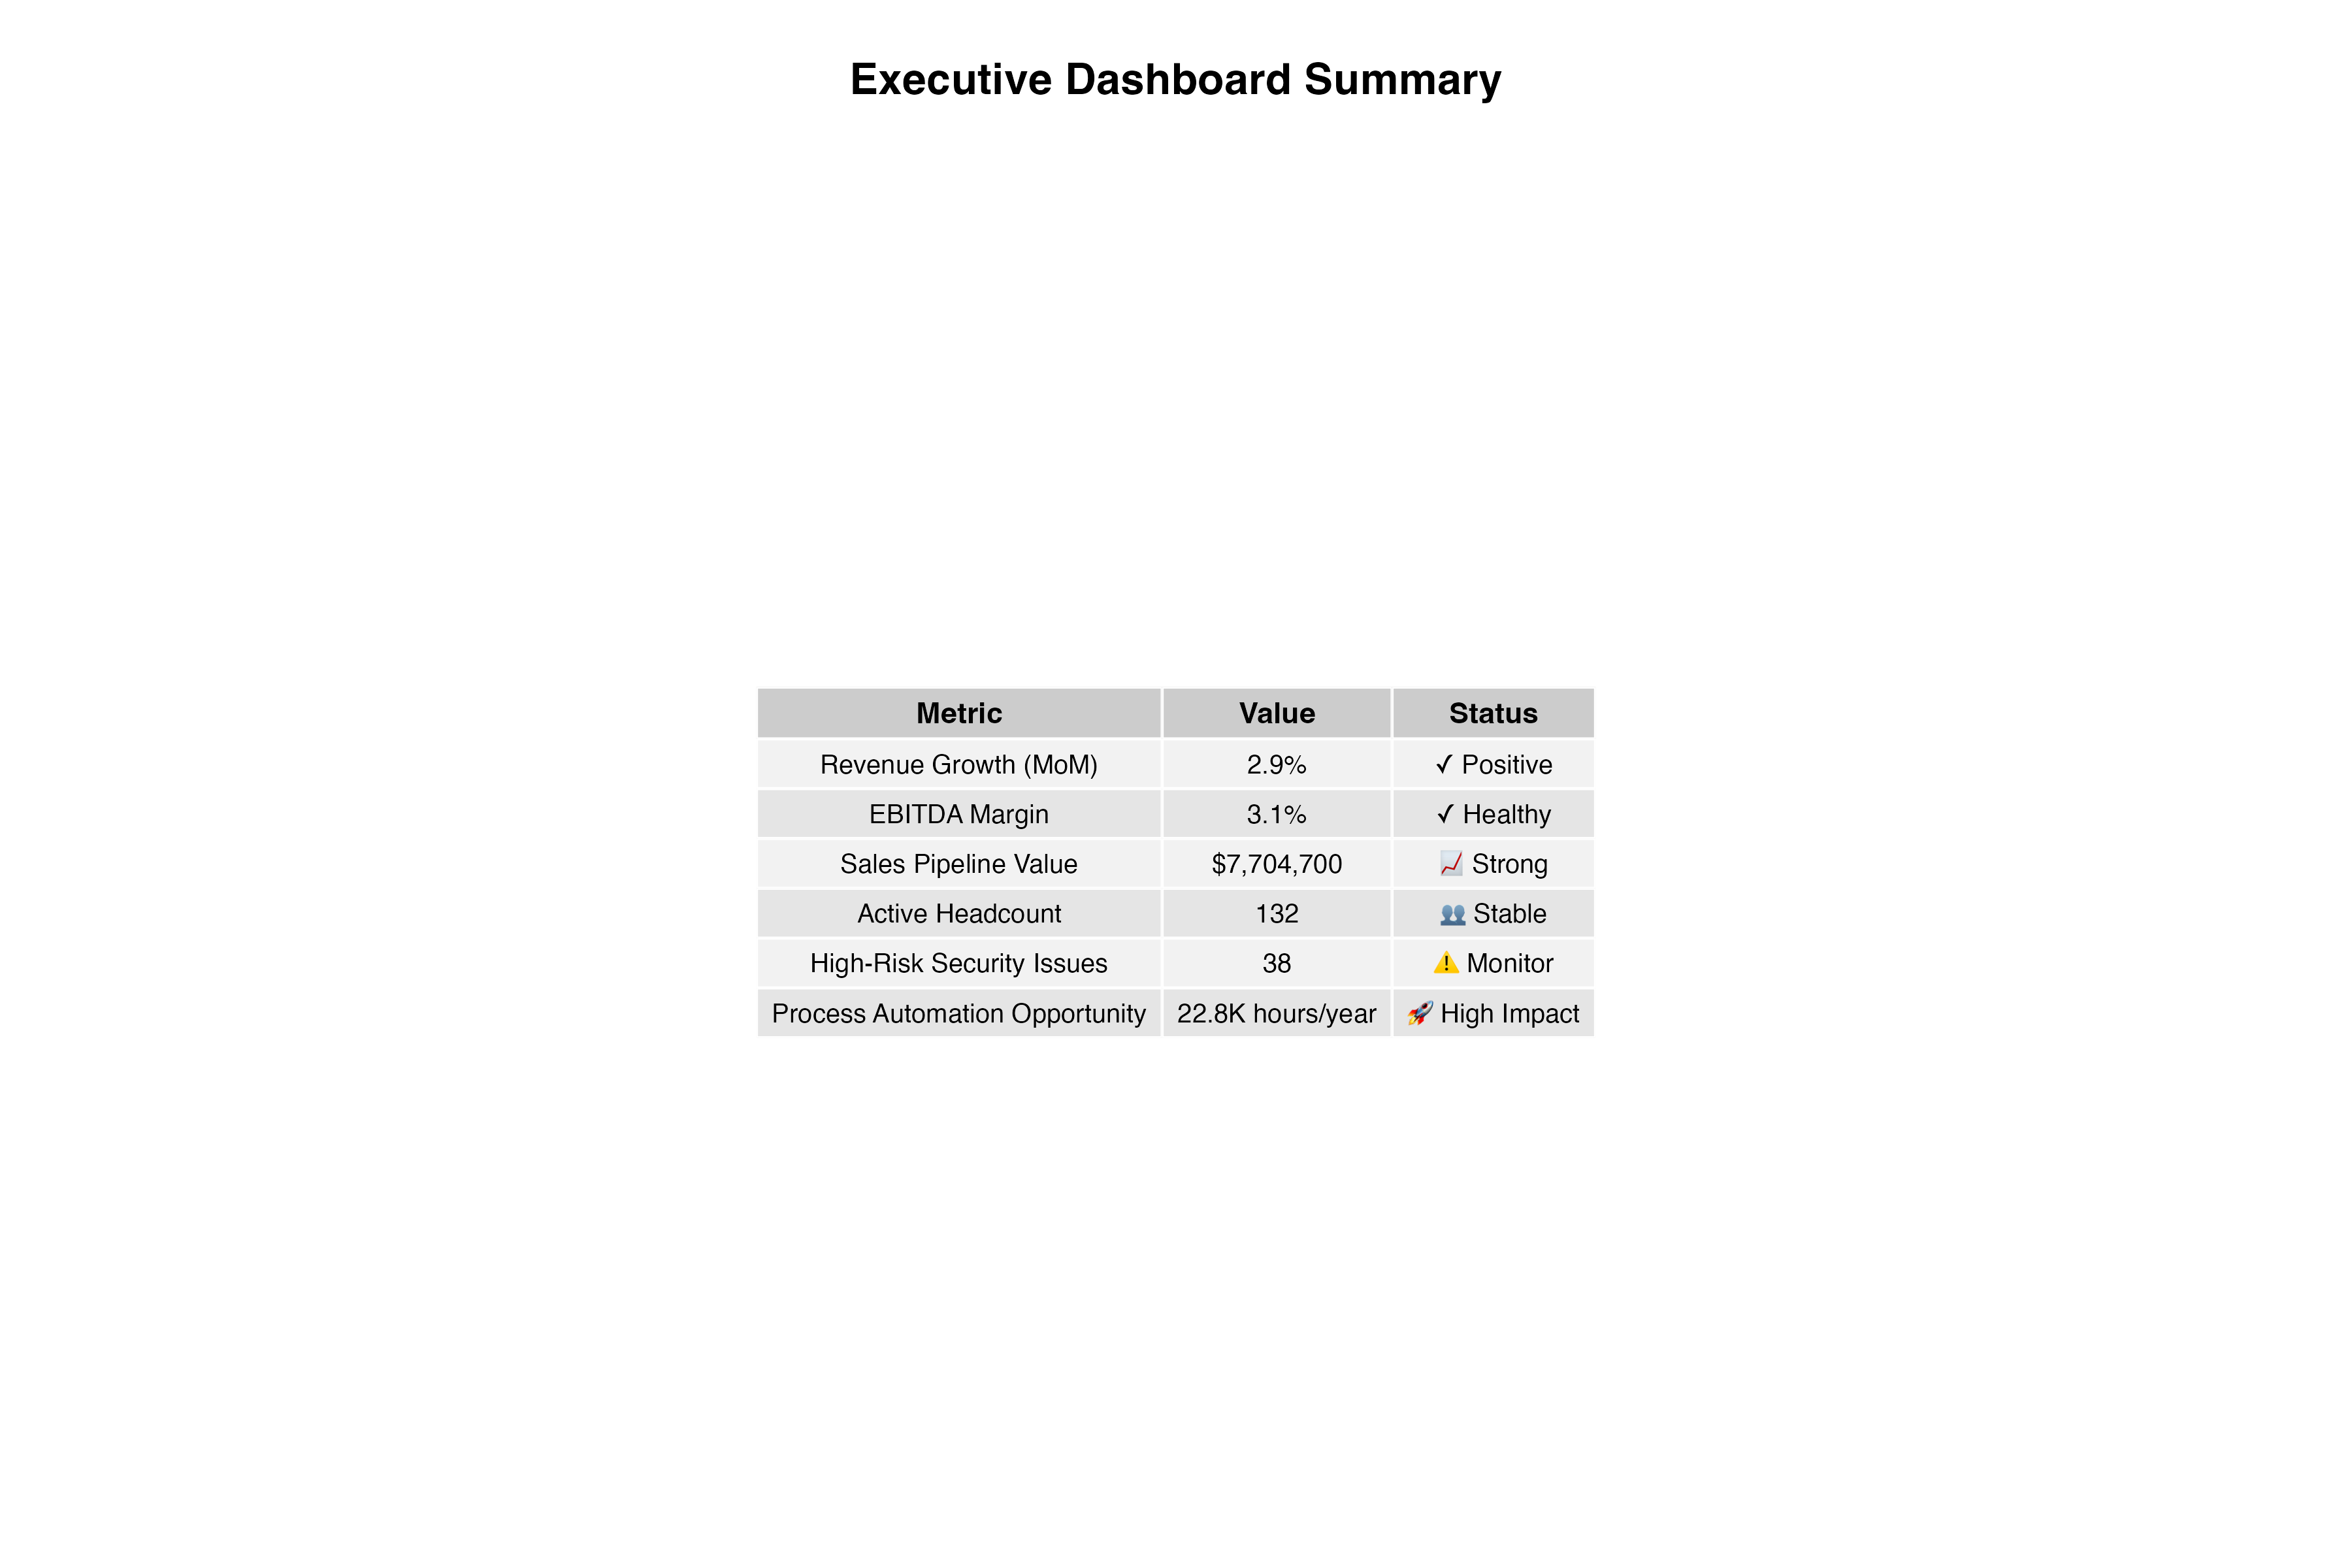 Executive Dashboard Summary
Metric Value Status
Revenue Growth (MoM) 2.9% ✓ Positive
EBITDA Margin 3.1% ✓ Healthy
Sales Pipeline Value $7,704,700 📈 Strong
Active Headcount 132 👥 Stable
High-Risk Security Issues 38 ⚠️ Monitor
Process Automation Opportunity 22.8K hours/year 🚀 High Impact